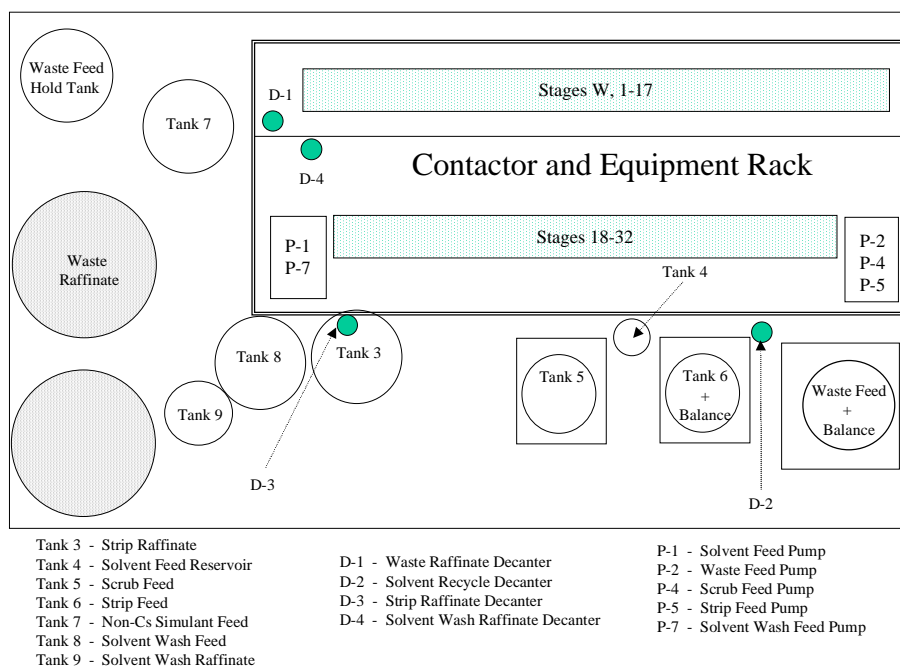 Waste Feed
Hold Tank
Tank 7
D-1
Stages W, 1-17
D-4
Contactor and Equipment Rack
Waste
Raffinate
P-1
P-7
Stages 18-32
P-2
P-4
P-5
Tank 4
Tank 8
Tank 3
Tank 9
Tank 5
Tank 6
+
Balance
Waste Feed
+
Balance
D-3
D-2
Tank 3 - Strip Raffinate
Tank 4 - Solvent Feed Reservoir
Tank 5 - Scrub Feed
Tank 6 - Strip Feed
Tank 7 - Non-Cs Simulant Feed
Tank 8 - Solvent Wash Feed
Tank 9 - Solvent Wash Raffinate
D-1 - Waste Raffinate Decanter
D-2 - Solvent Recycle Decanter
D-3 - Strip Raffinate Decanter
D-4 - Solvent Wash Raffinate Decanter
P-1 - Solvent Feed Pump
P-2 - Waste Feed Pump
P-4 - Scrub Feed Pump
P-5 - Strip Feed Pump
P-7 - Solvent Wash Feed Pump